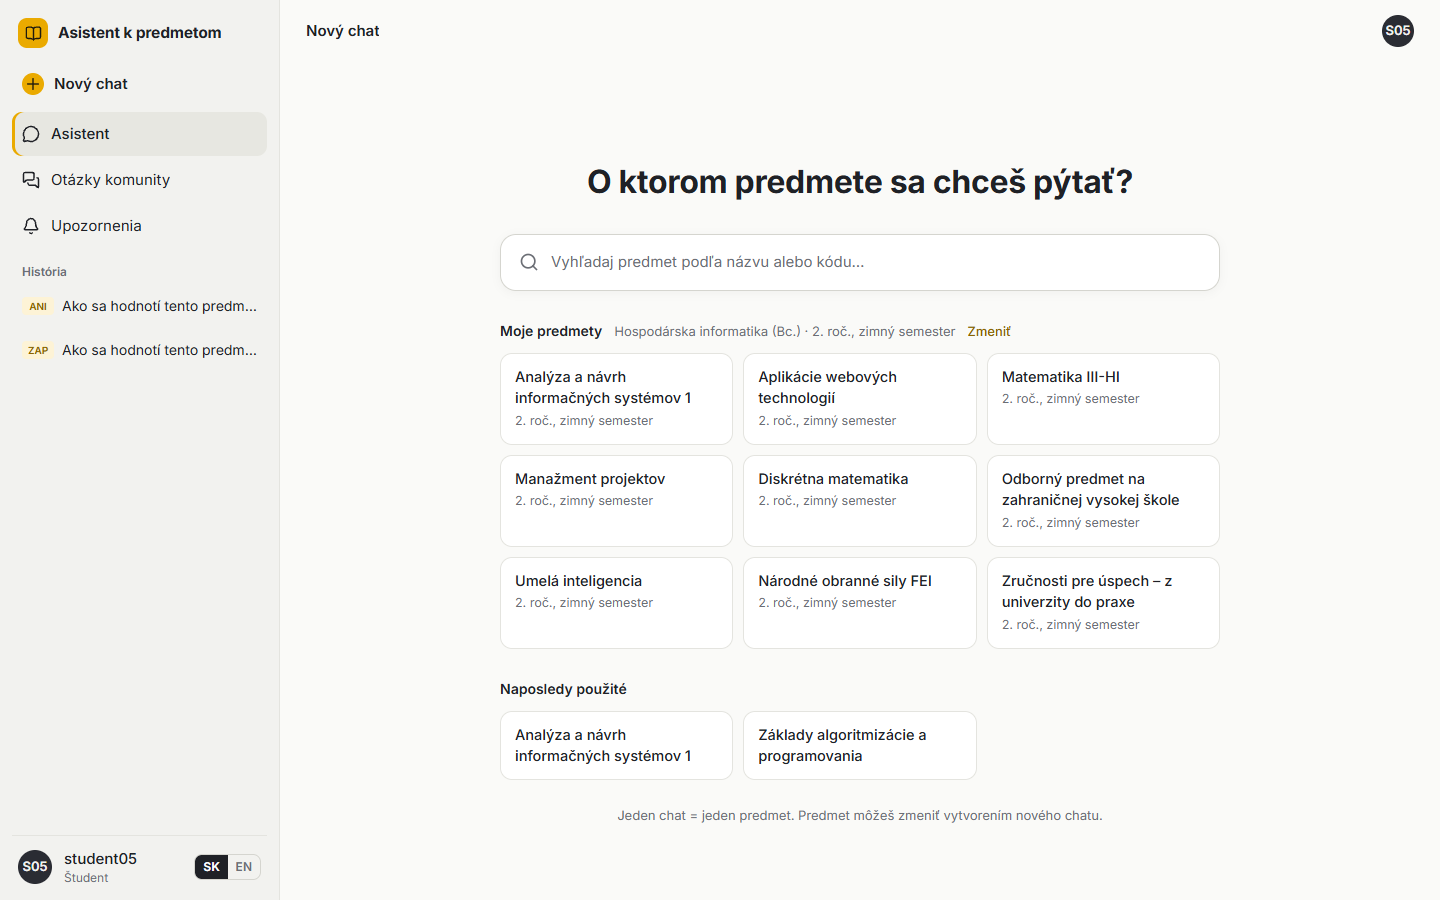 Asistent k predmetom
Nový chat
Asistent
Otázky komunity
Upozornenia
História
ANI Ako sa hodnotí tento predm...
ZAP Ako sa hodnotí tento predm...
S05 student05
Študent
SK EN
Nový chat
S05
O ktorom predmete sa chceš pýtať?
Vyhľadaj predmet podľa názvu alebo kódu...
Moje predmety Hospodárska informatika (Bc.) · 2. roč., zimný semester Zmeniť
Analýza a návrh
informačných systémov 1
2. roč., zimný semester
Aplikácie webových
technologií
2. roč., zimný semester
Matematika III-HI
2. roč., zimný semester
Manažment projektov
2. roč., zimný semester
Diskrétna matematika
2. roč., zimný semester
Odborný predmet na
zahraničnej vysokej škole
2. roč., zimný semester
Umelá inteligencia
2. roč., zimný semester
Národné obranné sily FEI
2. roč., zimný semester
Zručnosti pre úspech – z
univerzity do praxe
2. roč., zimný semester
Naposledy použité
Analýza a návrh
informačných systémov 1
Základy algoritmizácie a
programovania
Jeden chat = jeden predmet. Predmet môžeš zmeniť vytvorením nového chatu.